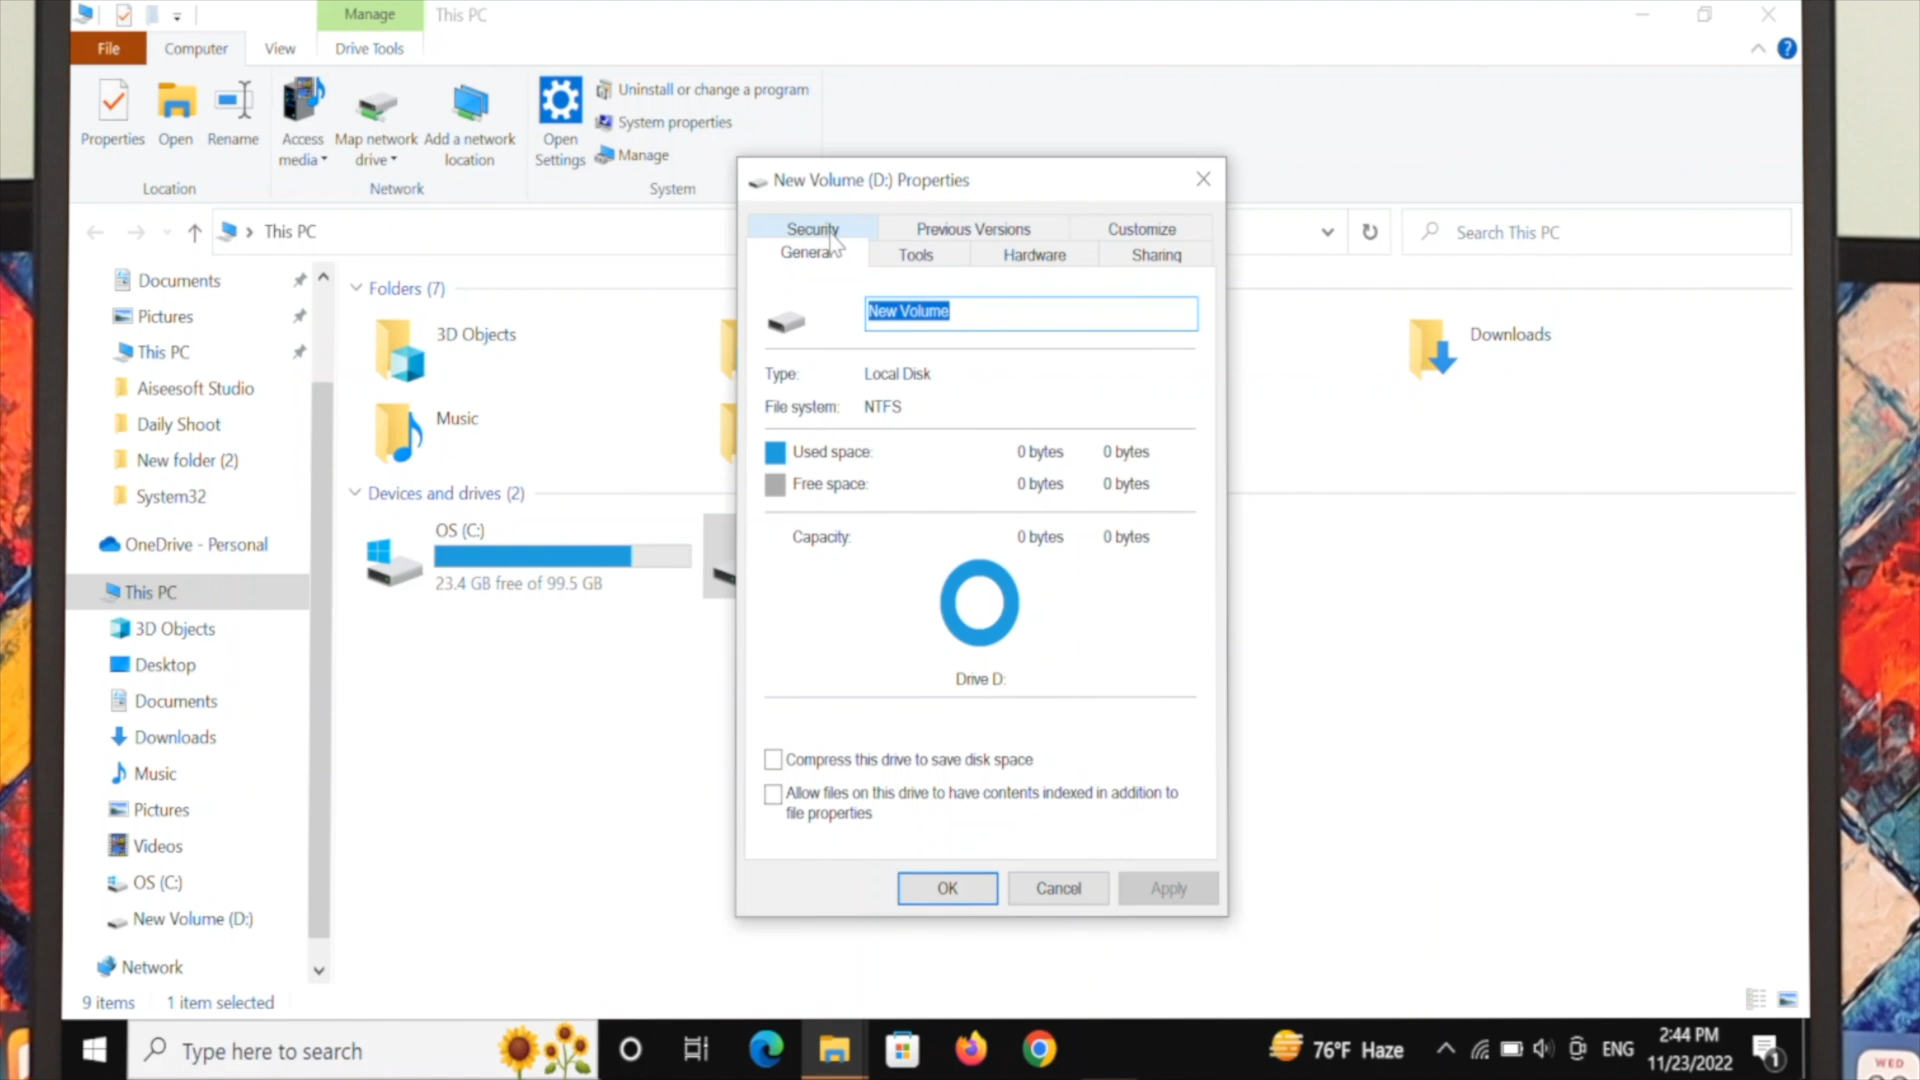 Manage
This PC
File
Computer
View
Drive Tools
Properties
Open
Rename
Access media
Map network drive
Add a network location
Open Settings
Uninstall or change a program
System properties
Manage
Location
Network
System
This PC
Search This PC
Documents
Pictures
This PC
Aiseesoft Studio
Daily Shoot
New folder (2)
System32
OneDrive - Personal
This PC
3D Objects
Desktop
Documents
Downloads
Music
Pictures
Videos
OS (C:)
New Volume (D:)
Network
Folders (7)
3D Objects
Downloads
Music
Devices and drives (2)
OS (C:)
23.4 GB free of 99.5 GB
New Volume (D:) Properties
Security
Previous Versions
Customize
General
Tools
Hardware
Sharing
New Volume
Type: Local Disk
File system: NTFS
Used space: 0 bytes 0 bytes
Free space: 0 bytes 0 bytes
Capacity: 0 bytes 0 bytes
Drive D:
Compress this drive to save disk space
Allow files on this drive to have contents indexed in addition to
file properties
OK
Cancel
Apply
9 items
1 item selected
Type here to search
76°F Haze
ENG
2:44 PM
11/23/2022
1
WED